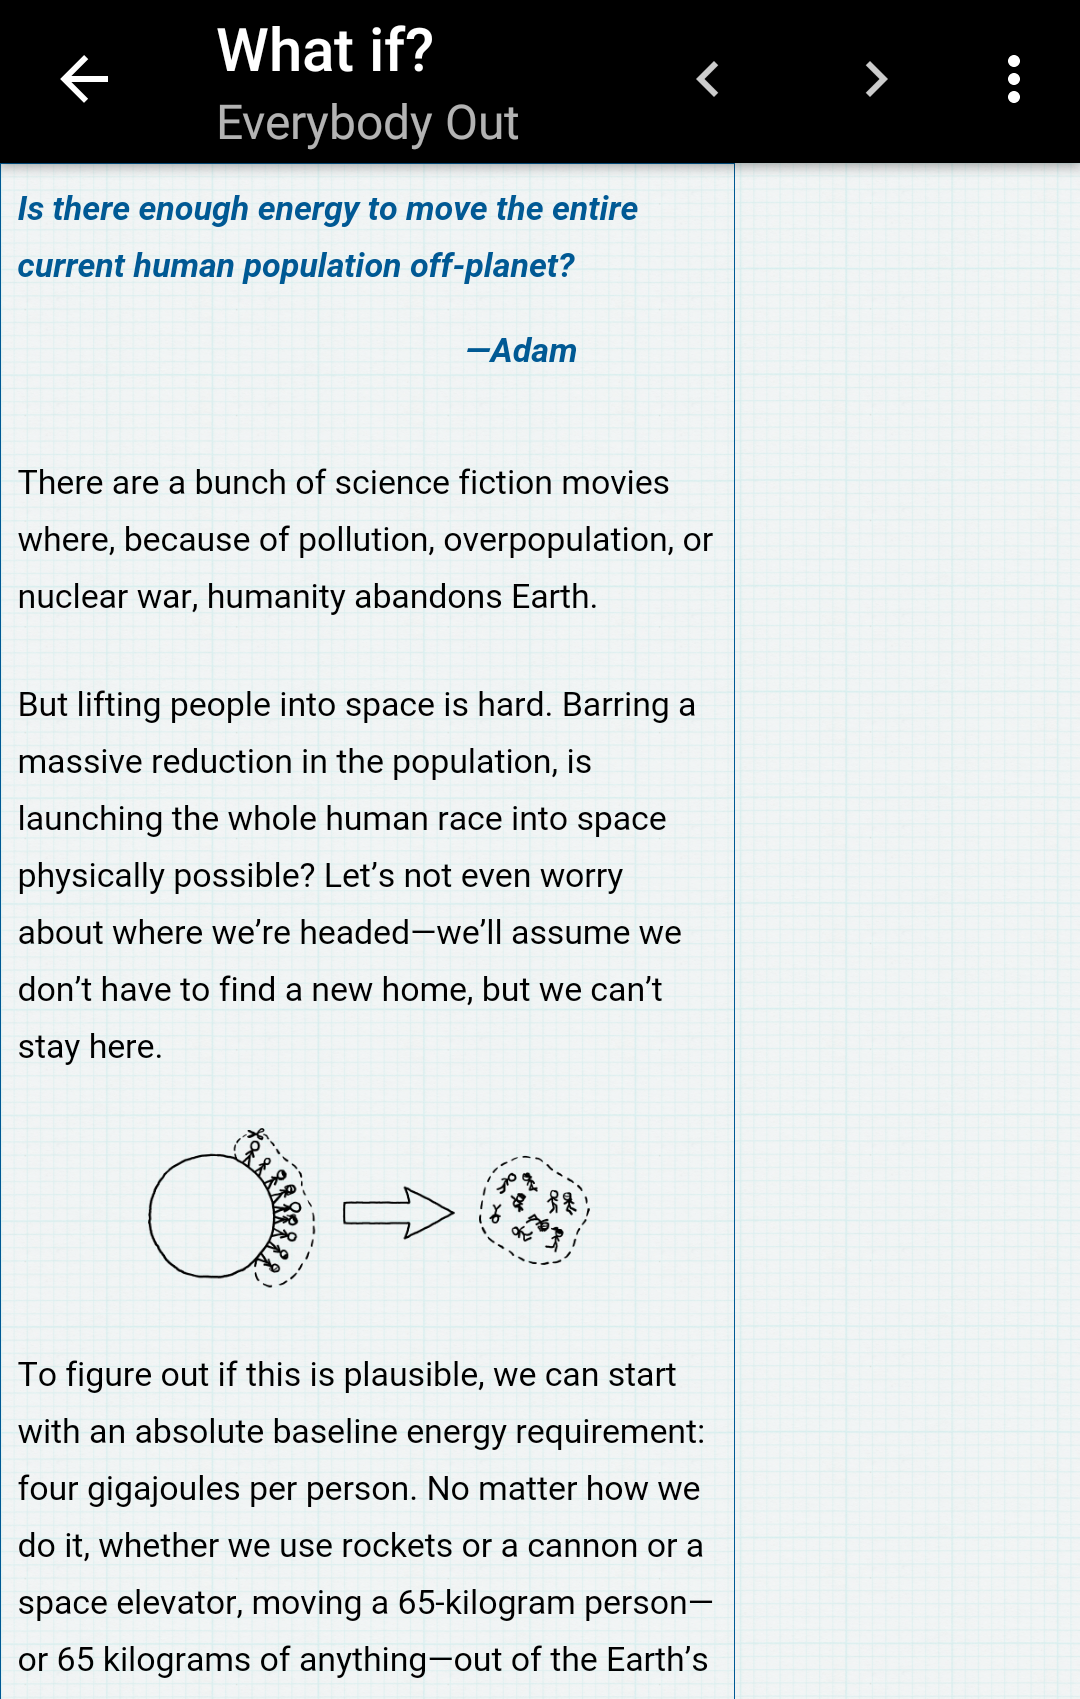 What if?
Everybody Out
Is there enough energy to move the entire
current human population off-planet?
—Adam
There are a bunch of science fiction movies
where, because of pollution, overpopulation, or
nuclear war, humanity abandons Earth.
But lifting people into space is hard. Barring a
massive reduction in the population, is
launching the whole human race into space
physically possible? Let’s not even worry
about where we’re headed—we’ll assume we
don’t have to find a new home, but we can’t
stay here.
To figure out if this is plausible, we can start
with an absolute baseline energy requirement:
four gigajoules per person. No matter how we
do it, whether we use rockets or a cannon or a
space elevator, moving a 65-kilogram person—
or 65 kilograms of anything—out of the Earth’s